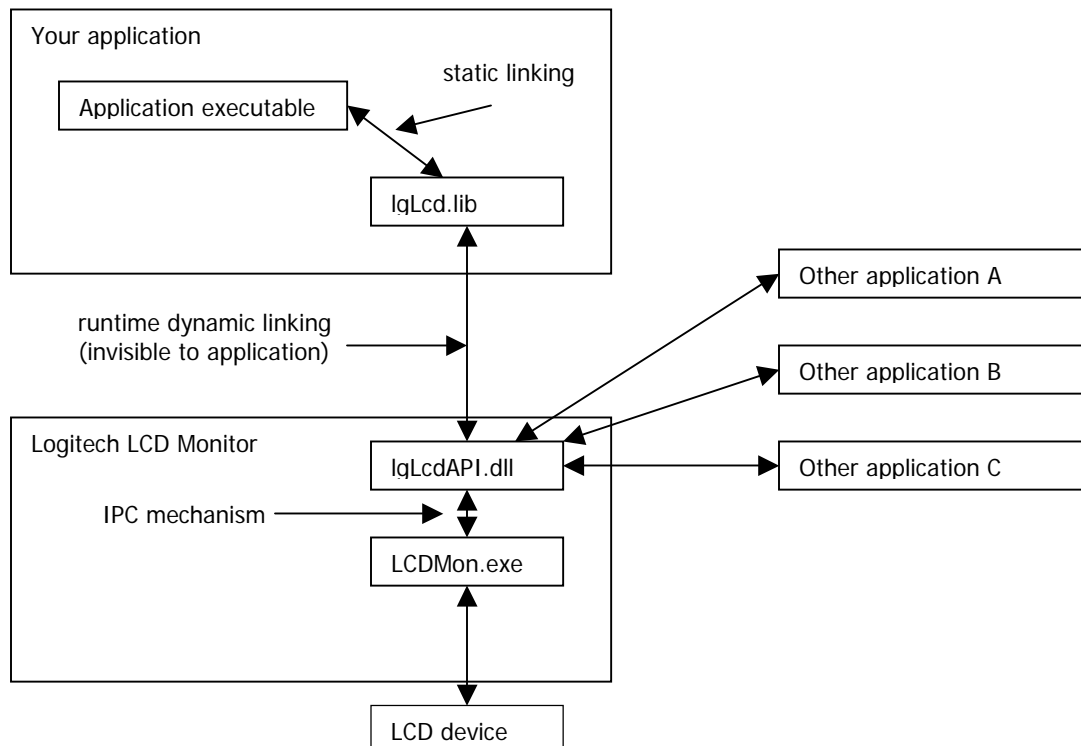 Your application
static linking
Application executable
lgLcd.lib
Other application A
runtime dynamic linking
(invisible to application)
Other application B
Logitech LCD Monitor
lgLcdAPI.dll
Other application C
IPC mechanism
LCDMon.exe
LCD device